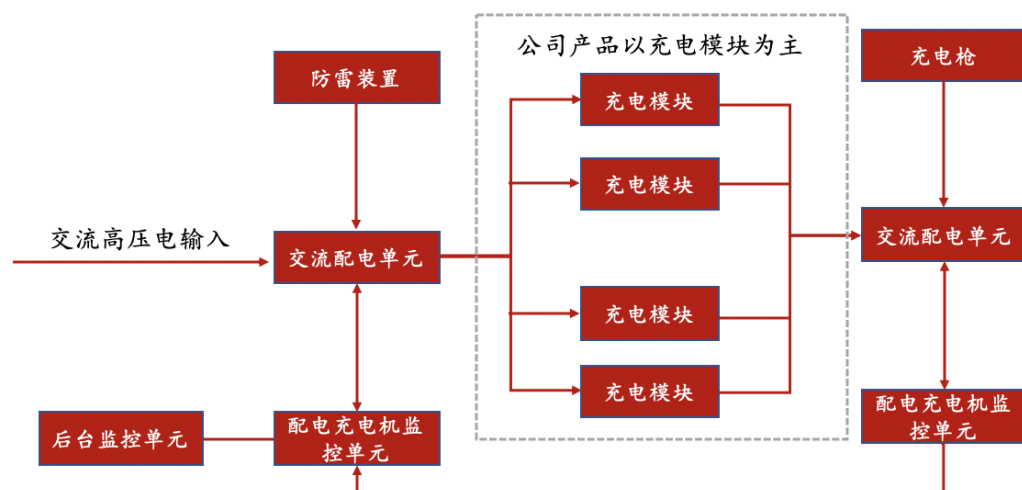 公司产品以充电模块为主
防雷装置
充电模块
充电枪
充电模块
交流高压电输入
交流配电单元
交流配电单元
充电模块
充电模块
后台监控单元
配电充电机监
控单元
配电充电机监
控单元